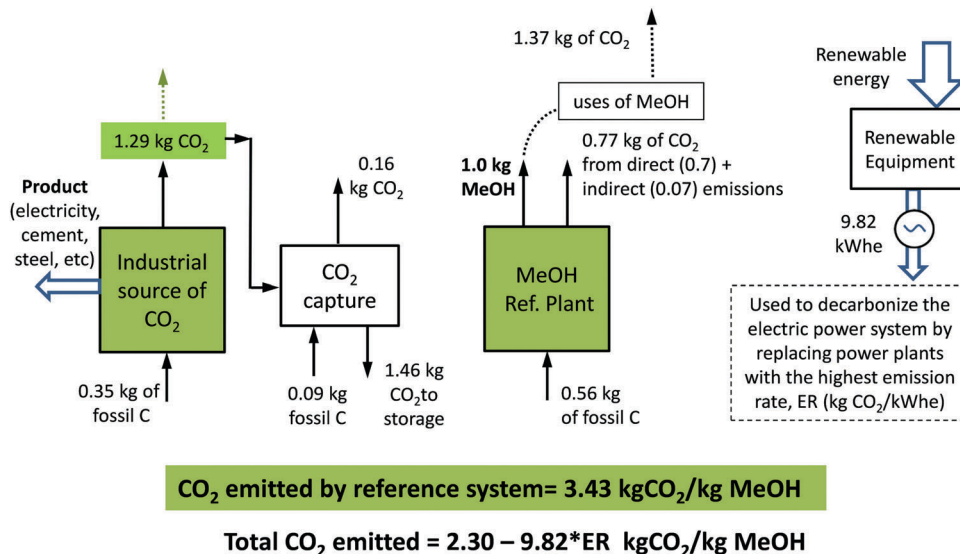 1.37 kg of CO₂
uses of MeOH
Renewable
energy
1.29 kg CO₂
0.16
kg CO₂
1.0 kg
MeOH
0.77 kg of CO₂
from direct (0.7) +
indirect (0.07) emissions
Renewable
Equipment
Product
(electricity,
cement,
steel, etc)
Industrial
source of
CO₂
CO₂
capture
MeOH
Ref. Plant
9.82
kWhe
0.35 kg of
fossil C
0.09 kg
fossil C
1.46 kg
CO₂to
storage
0.56 kg
of fossil C
Used to decarbonize the
electric power system by
replacing power plants
with the highest emission
rate, ER (kg CO₂/kWhe)
CO₂ emitted by reference system= 3.43 kgCO₂/kg MeOH
Total CO₂ emitted = 2.30 – 9.82*ER kgCO₂/kg MeOH